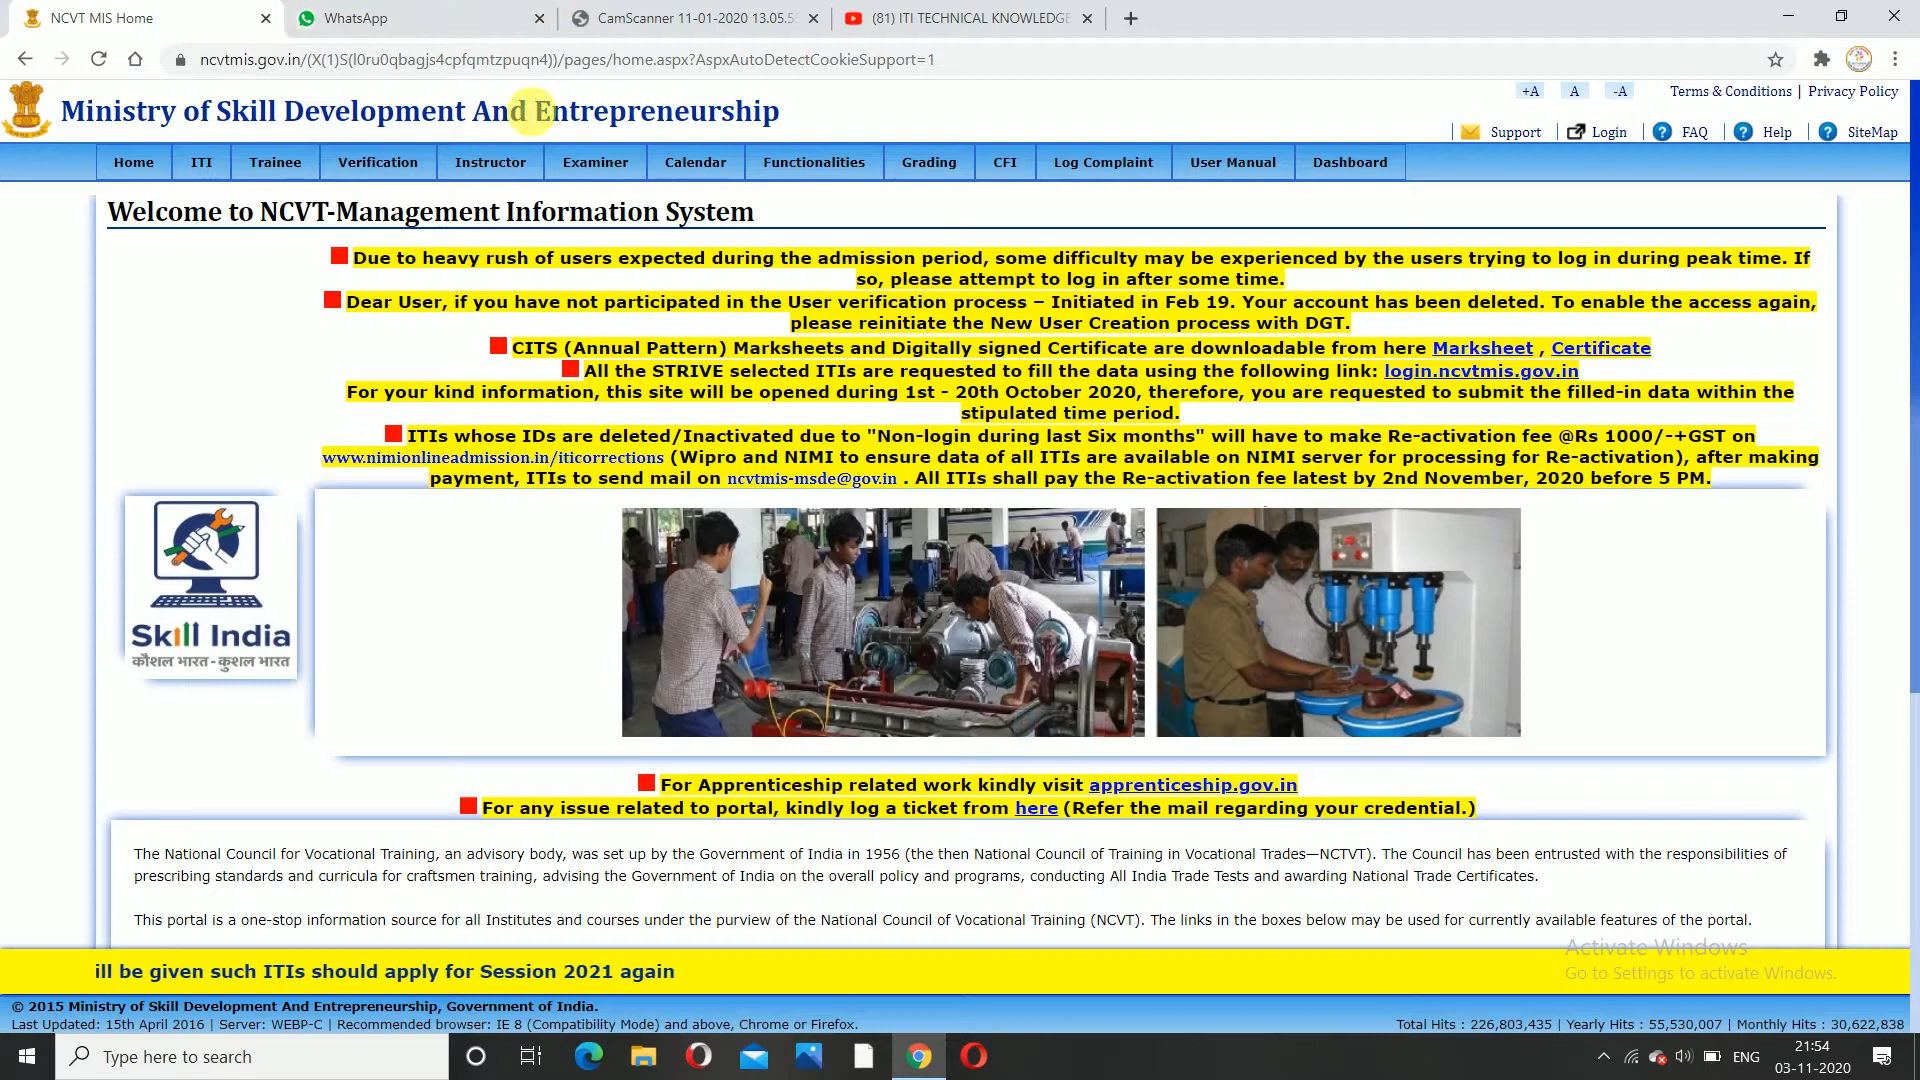 NCVT MIS Home
WhatsApp
CamScanner 11-01-2020 13.05.5
(81) ITI TECHNICAL KNOWLEDGE
ncvtmis.gov.in/(X(1)S(l0ru0qbagjs4cpfqmtzpuqn4))/pages/home.aspx?AspxAutoDetectCookieSupport=1
Ministry of Skill Development And Entrepreneurship
+A A -A Terms & Conditions | Privacy Policy
Support Login FAQ Help SiteMap
Home ITI Trainee Verification Instructor Examiner Calendar Functionalities Grading CFI Log Complaint User Manual Dashboard
Welcome to NCVT-Management Information System
Due to heavy rush of users expected during the admission period, some difficulty may be experienced by the users trying to log in during peak time. If
so, please attempt to log in after some time.
Dear User, if you have not participated in the User verification process – Initiated in Feb 19. Your account has been deleted. To enable the access again,
please reinitiate the New User Creation process with DGT.
CITS (Annual Pattern) Marksheets and Digitally signed Certificate are downloadable from here Marksheet , Certificate
All the STRIVE selected ITIs are requested to fill the data using the following link: login.ncvtmis.gov.in
For your kind information, this site will be opened during 1st - 20th October 2020, therefore, you are requested to submit the filled-in data within the
stipulated time period.
ITIs whose IDs are deleted/Inactivated due to "Non-login during last Six months" will have to make Re-activation fee @Rs 1000/-+GST on
www.nimionlineadmission.in/iticorrections (Wipro and NIMI to ensure data of all ITIs are available on NIMI server for processing for Re-activation), after making
payment, ITIs to send mail on ncvtmis-msde@gov.in . All ITIs shall pay the Re-activation fee latest by 2nd November, 2020 before 5 PM.
Skill India
कौशल भारत - कुशल भारत
For Apprenticeship related work kindly visit apprenticeship.gov.in
For any issue related to portal, kindly log a ticket from here (Refer the mail regarding your credential.)
The National Council for Vocational Training, an advisory body, was set up by the Government of India in 1956 (the then National Council of Training in Vocational Trades—NCTVT). The Council has been entrusted with the responsibilities of
prescribing standards and curricula for craftsmen training, advising the Government of India on the overall policy and programs, conducting All India Trade Tests and awarding National Trade Certificates.
This portal is a one-stop information source for all Institutes and courses under the purview of the National Council of Vocational Training (NCVT). The links in the boxes below may be used for currently available features of the portal.
Activate Windows
Go to Settings to activate Windows.
ill be given such ITIs should apply for Session 2021 again
© 2015 Ministry of Skill Development And Entrepreneurship, Government of India.
Last Updated: 15th April 2016 | Server: WEBP-C | Recommended browser: IE 8 (Compatibility Mode) and above, Chrome or Firefox.
Total Hits : 226,803,435 | Yearly Hits : 55,530,007 | Monthly Hits : 30,622,838
Type here to search
ENG
21:54
03-11-2020